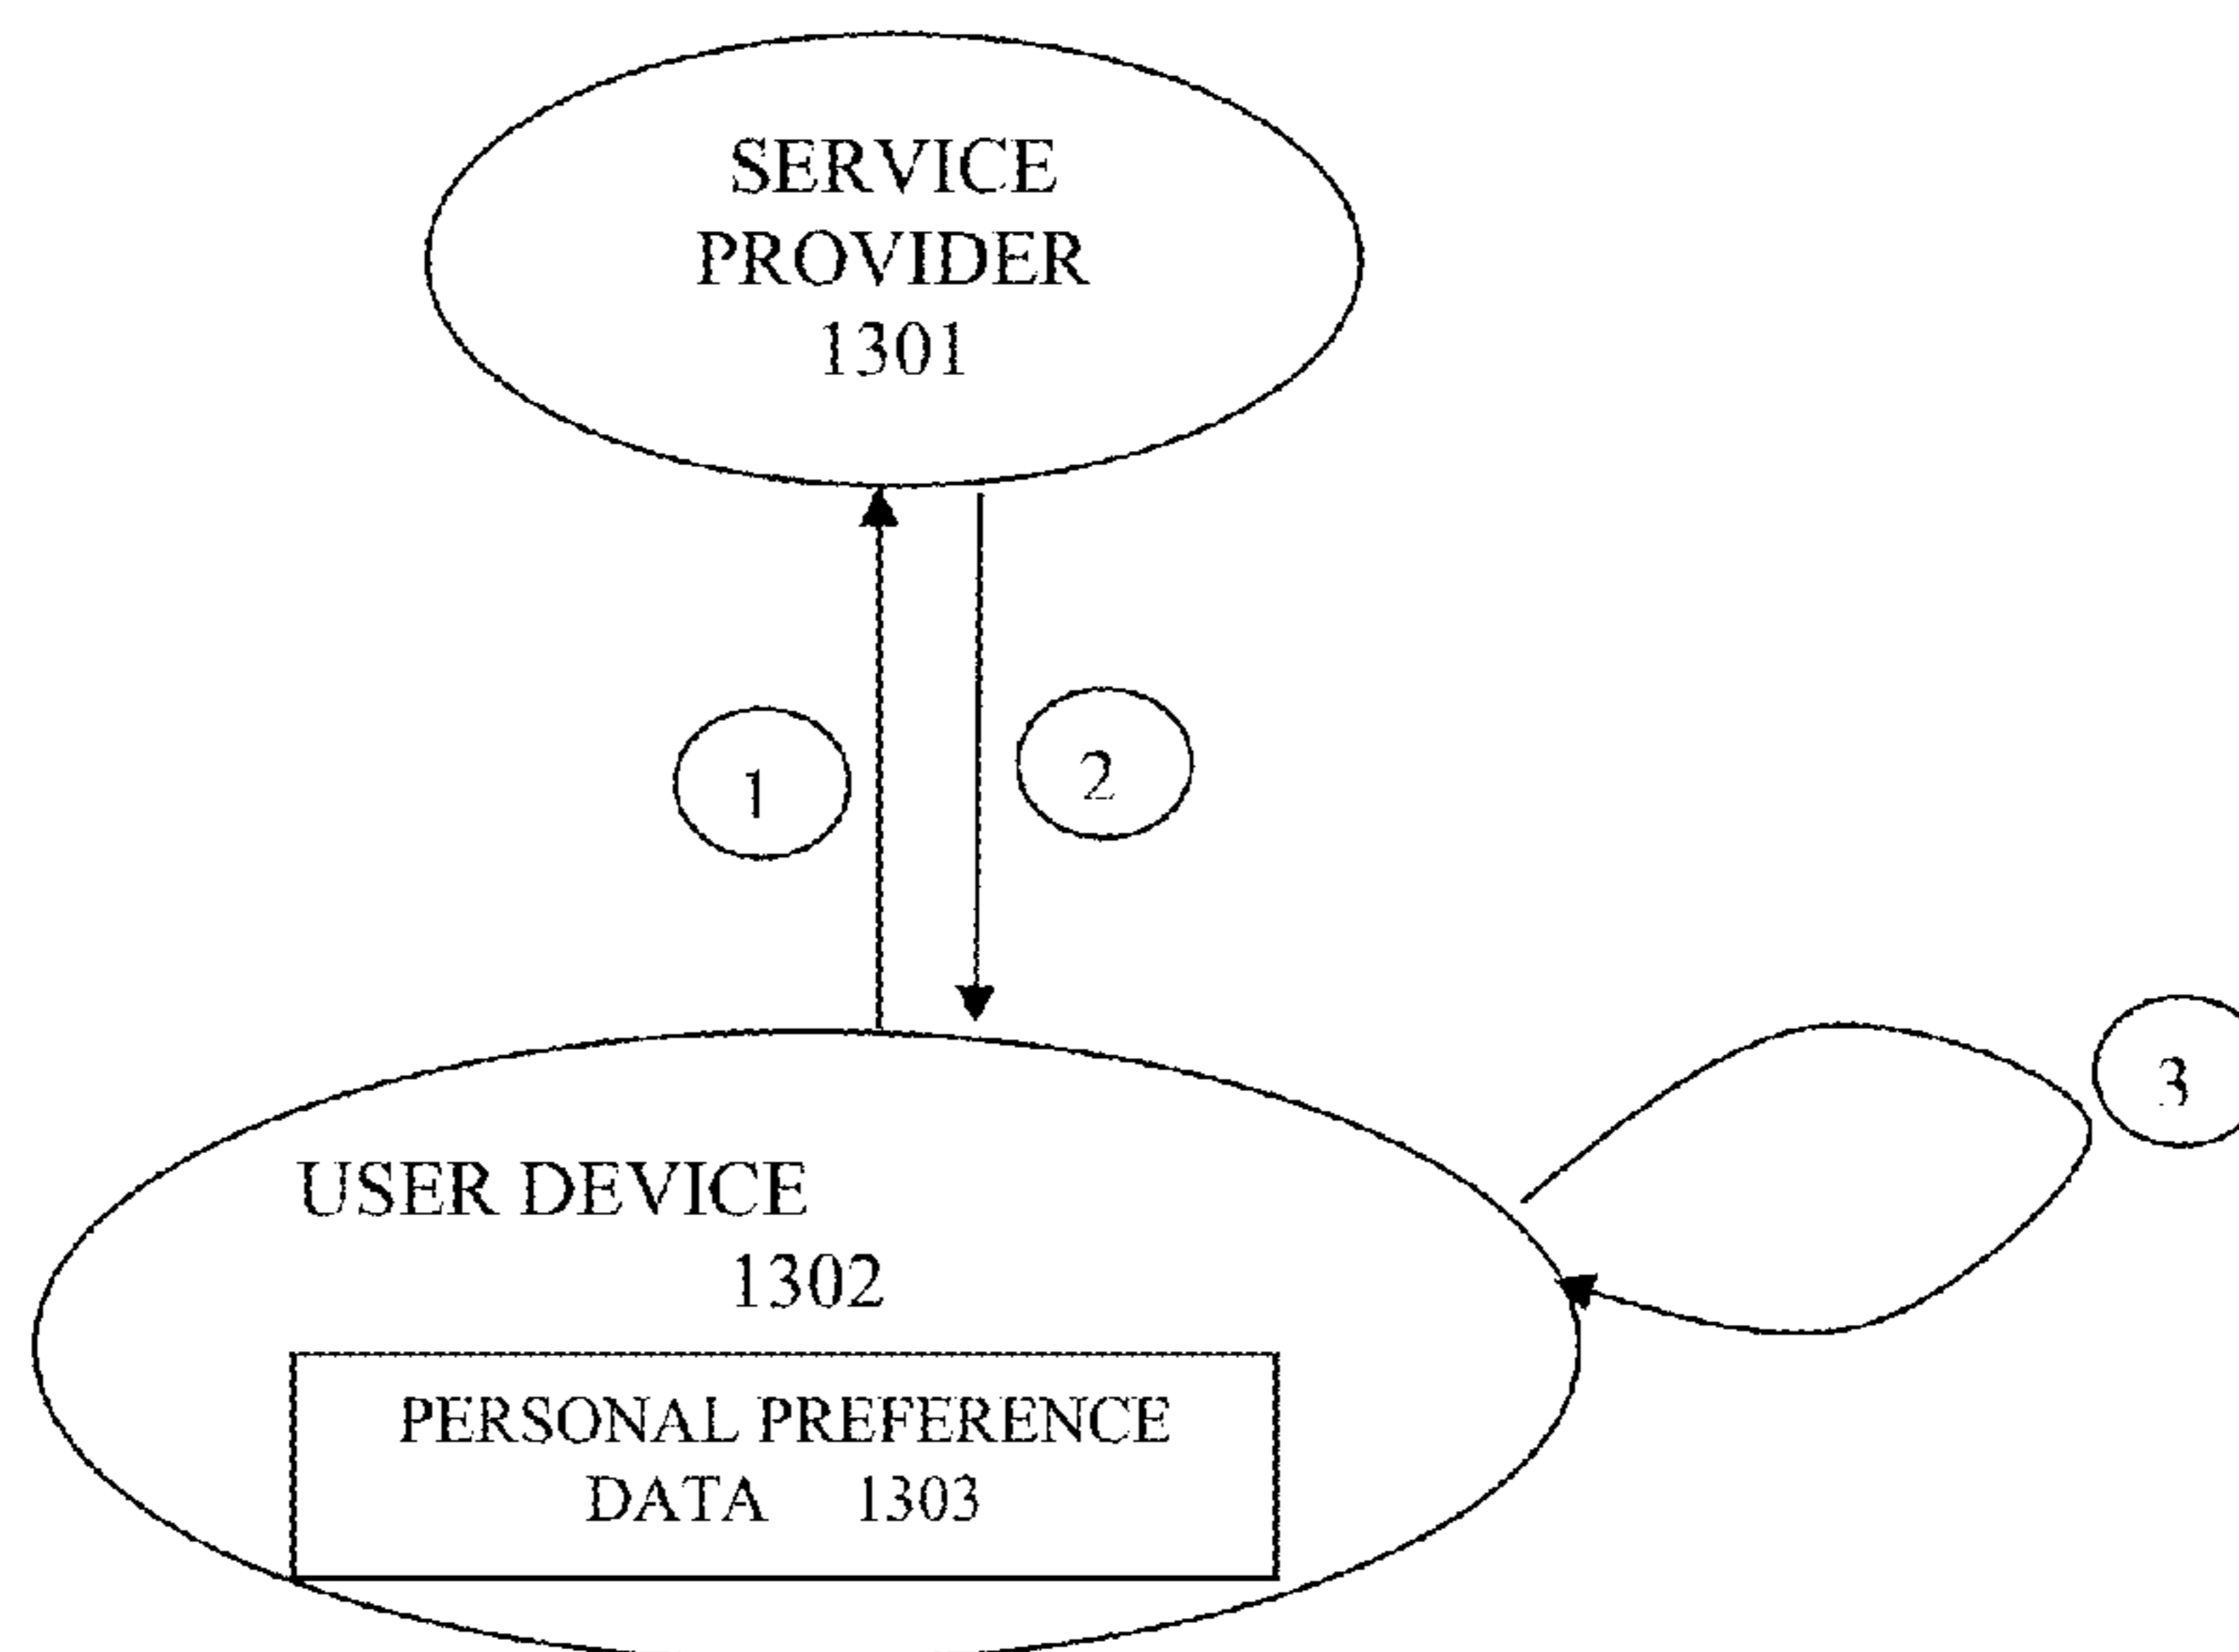 SERVICE
PROVIDER
1301
1
2
3
USER DEVICE
1302
PERSONAL PREFERENCE
DATA 1303